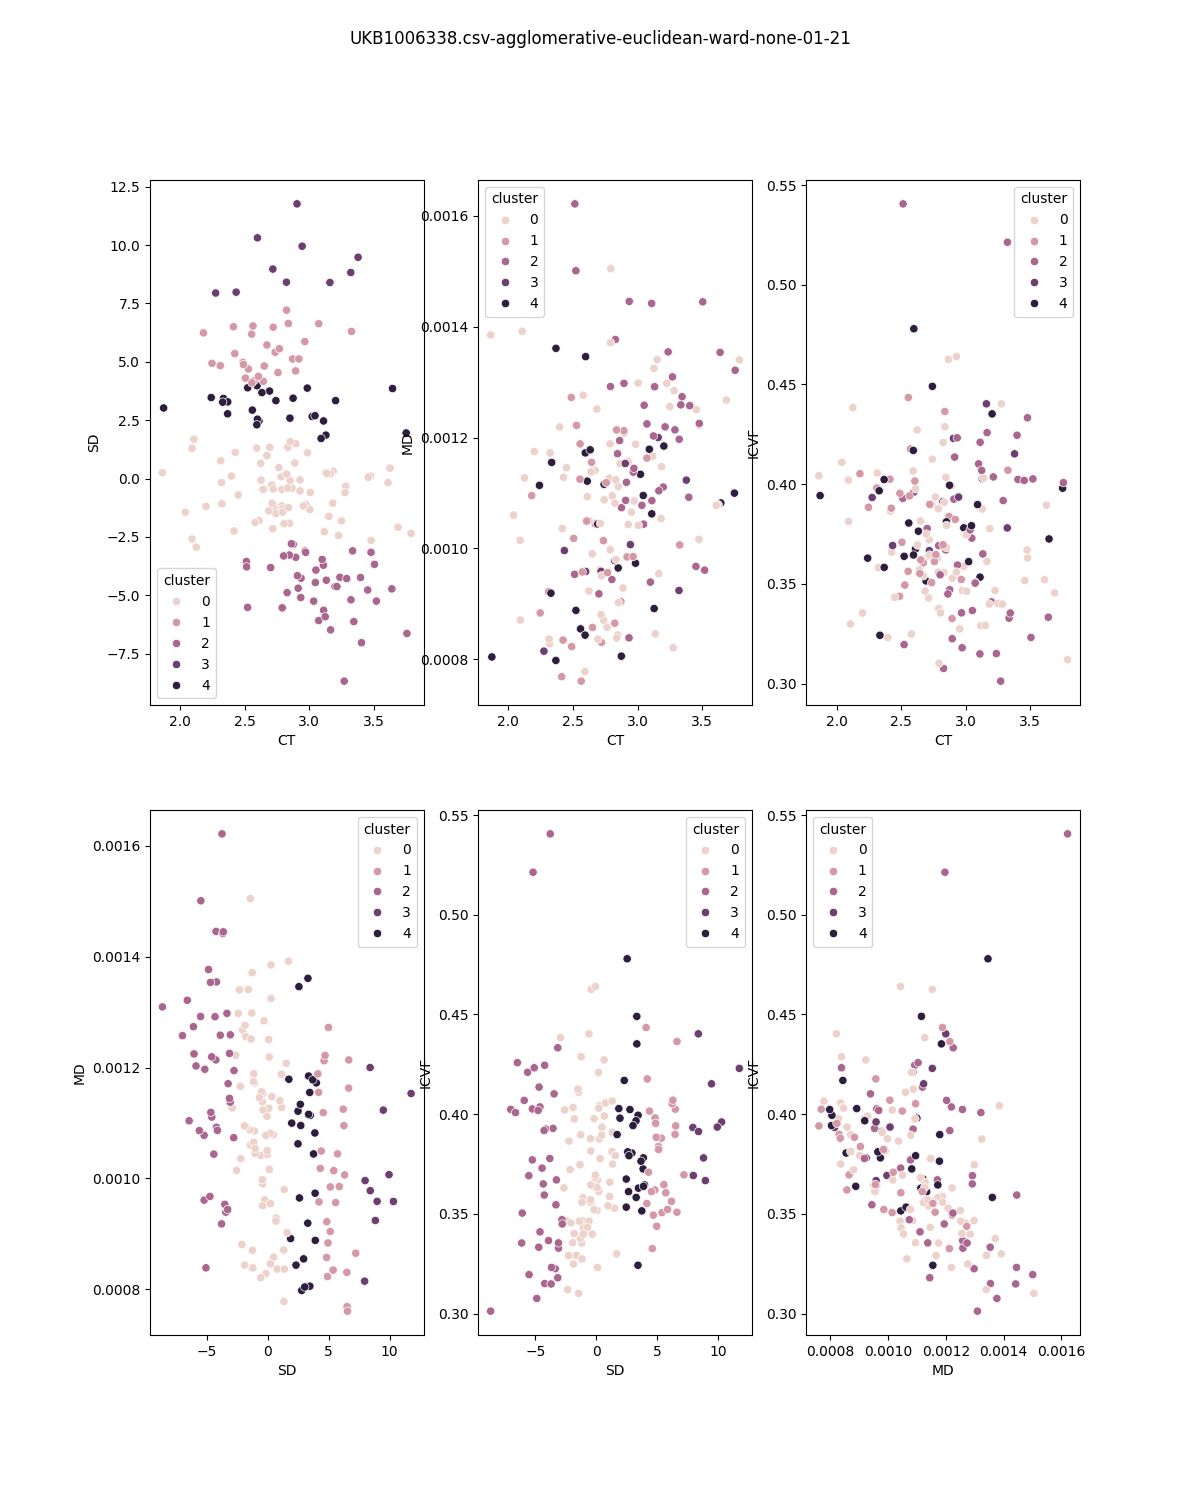 UKB1006338.csv-agglomerative-euclidean-ward-none-01-21
12.5
10.0
7.5
5.0
2.5
0.0
−2.5
−5.0
−7.5
SD
cluster
0
1
2
3
4
2.0 2.5 3.0 3.5
CT
0.0016
0.0014
0.0012
0.0010
0.0008
MD
cluster
0
1
2
3
4
2.0 2.5 3.0 3.5
CT
0.55
0.50
0.45
0.40
0.35
0.30
ICVF
cluster
0
1
2
3
4
2.0 2.5 3.0 3.5
CT
0.0016
0.0014
0.0012
0.0010
0.0008
MD
cluster
0
1
2
3
4
−5 0 5 10
SD
0.55
0.50
0.45
0.40
0.35
0.30
ICVF
cluster
0
1
2
3
4
−5 0 5 10
SD
0.55
0.50
0.45
0.40
0.35
0.30
ICVF
cluster
0
1
2
3
4
0.0008 0.0010 0.0012 0.0014 0.0016
MD